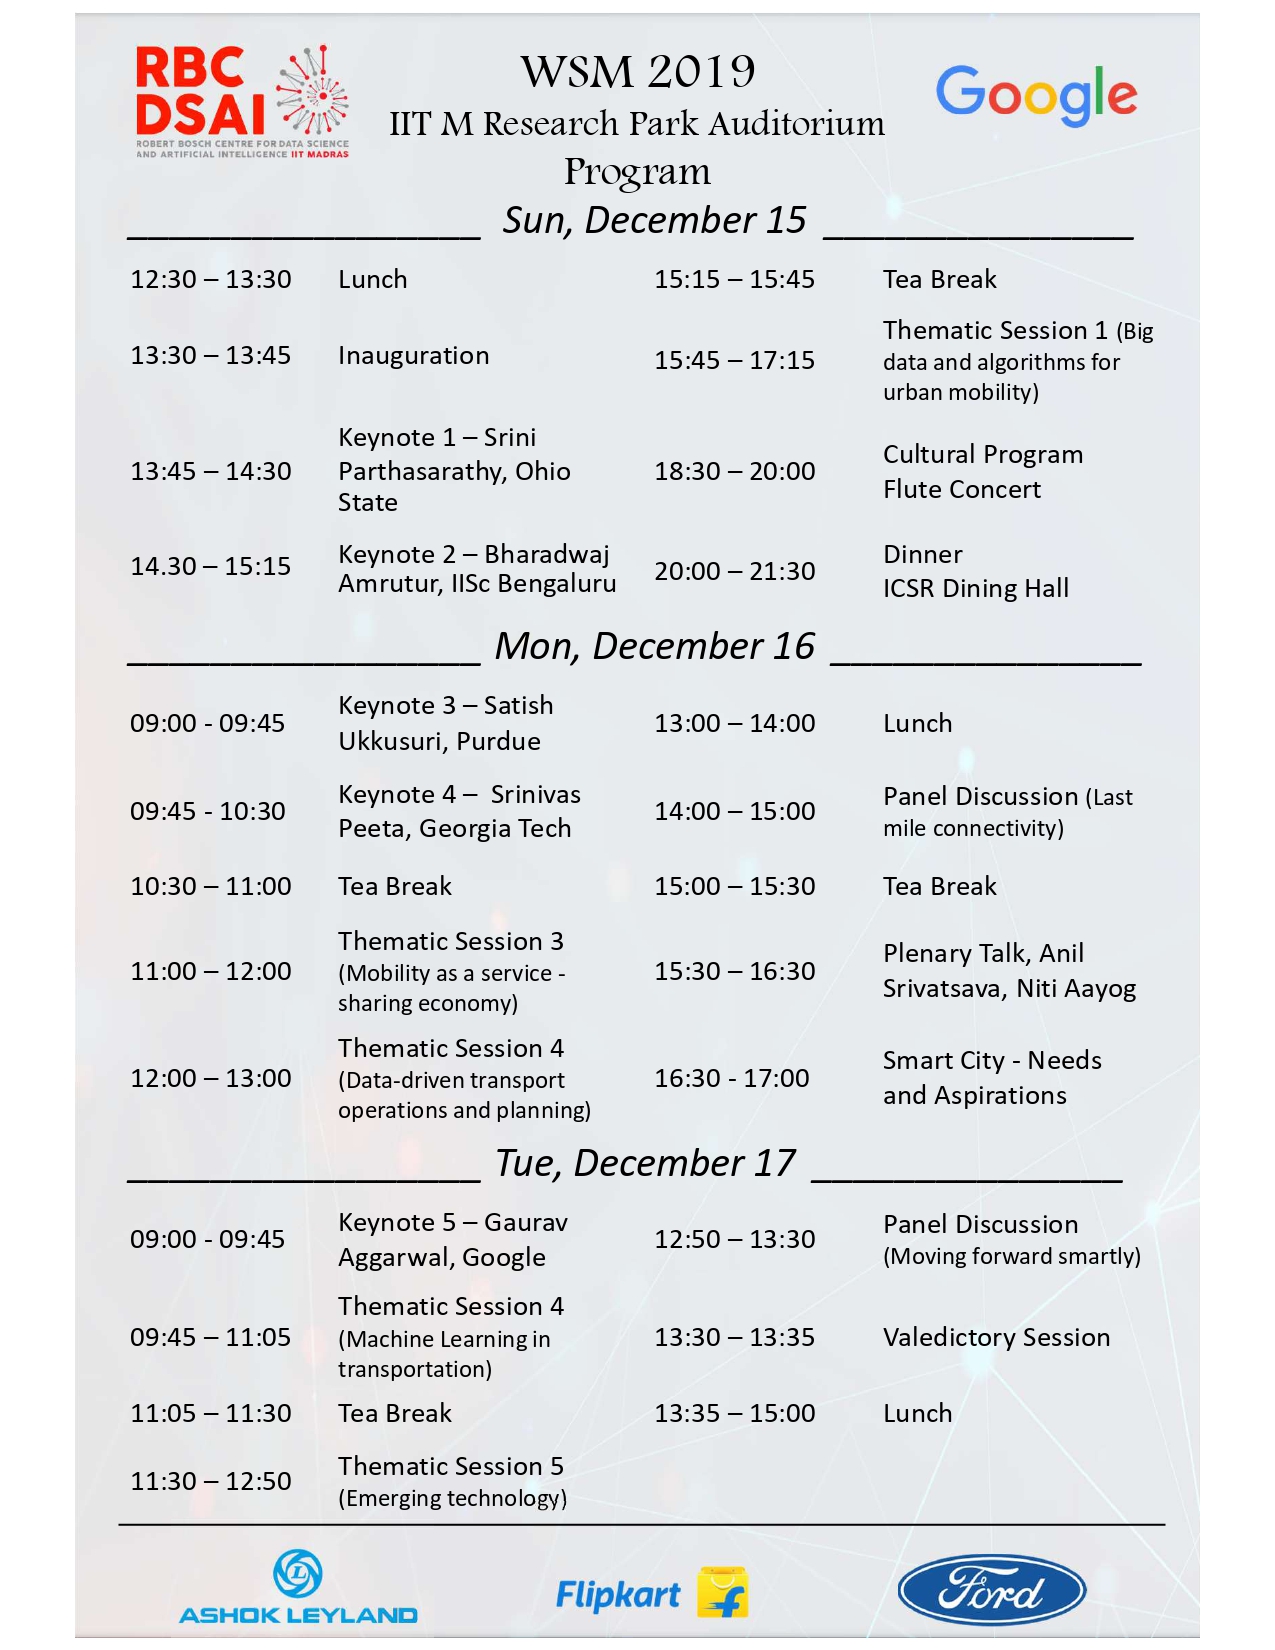 RBC
DSAI
ROBERT BOSCH CENTRE FOR DATA SCIENCE
AND ARTIFICIAL INTELLIGENCE IIT MADRAS
WSM 2019
IIT M Research Park Auditorium
Program
Google
Sun, December 15
12:30 – 13:30 Lunch
13:30 – 13:45 Inauguration
13:45 – 14:30 Keynote 1 – Srini
Parthasarathy, Ohio
State
14.30 – 15:15 Keynote 2 – Bharadwaj
Amrutur, IISc Bengaluru
15:15 – 15:45 Tea Break
15:45 – 17:15 Thematic Session 1 (Big
data and algorithms for
urban mobility)
18:30 – 20:00 Cultural Program
Flute Concert
20:00 – 21:30 Dinner
ICSR Dining Hall
Mon, December 16
09:00 - 09:45 Keynote 3 – Satish
Ukkusuri, Purdue
09:45 - 10:30 Keynote 4 – Srinivas
Peeta, Georgia Tech
10:30 – 11:00 Tea Break
11:00 – 12:00 Thematic Session 3
(Mobility as a service -
sharing economy)
12:00 – 13:00 Thematic Session 4
(Data-driven transport
operations and planning)
13:00 – 14:00 Lunch
14:00 – 15:00 Panel Discussion (Last
mile connectivity)
15:00 – 15:30 Tea Break
15:30 – 16:30 Plenary Talk, Anil
Srivatsava, Niti Aayog
16:30 - 17:00 Smart City - Needs
and Aspirations
Tue, December 17
09:00 - 09:45 Keynote 5 – Gaurav
Aggarwal, Google
09:45 – 11:05 Thematic Session 4
(Machine Learning in
transportation)
11:05 – 11:30 Tea Break
11:30 – 12:50 Thematic Session 5
(Emerging technology)
12:50 – 13:30 Panel Discussion
(Moving forward smartly)
13:30 – 13:35 Valedictory Session
13:35 – 15:00 Lunch
L
ASHOK LEYLAND
Flipkart f
Ford